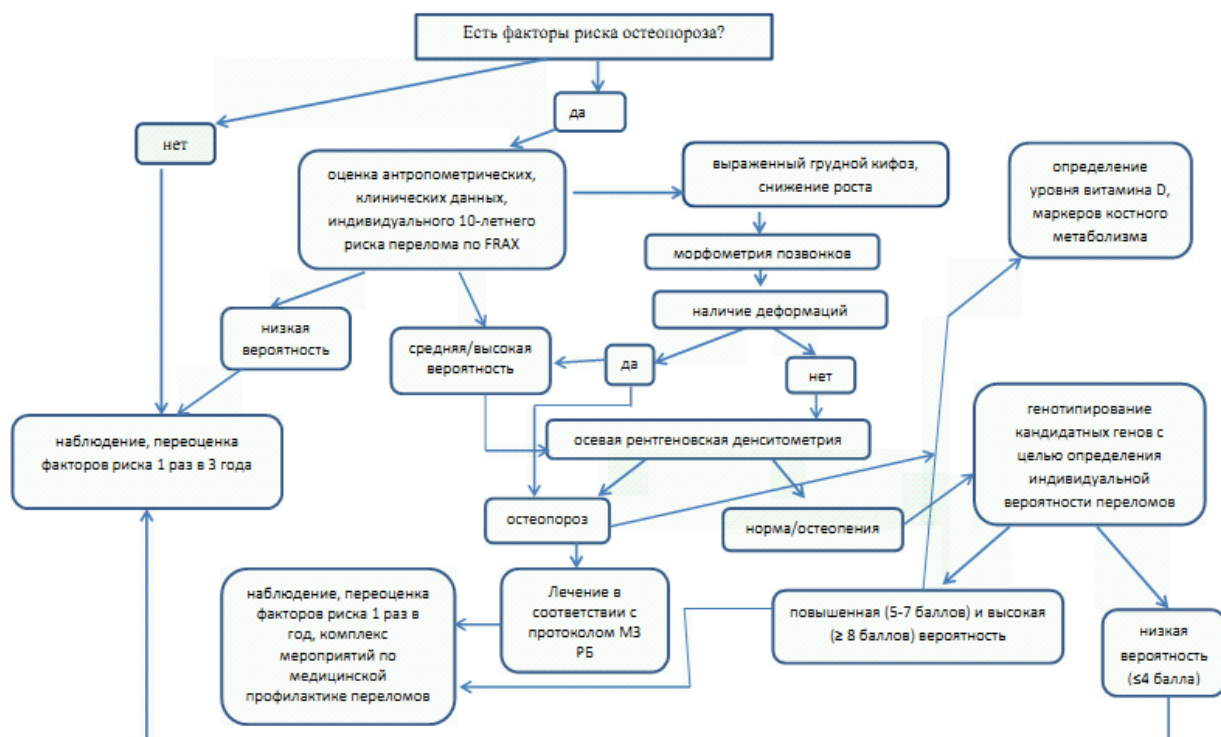 Есть факторы риска остеопороза?
да
нет
оценка антропометрических,
клинических данных,
индивидуального 10-летнего
риска перелома по FRAX
выраженный грудной кифоз,
снижение роста
определение
уровня витамина D,
маркеров костного
метаболизма
морфометрия позвонков
наличие деформаций
низкая
вероятность
средняя/высокая
вероятность
да
нет
наблюдение, переоценка
факторов риска 1 раз в 3 года
осевая рентгеновская денситометрия
генотипирование
кандидатных генов с
целью определения
индивидуальной
вероятности переломов
остеопороз
норма/остеопения
наблюдение, переоценка
факторов риска 1 раз в
год, комплекс
мероприятий по
медицинской
профилактике переломов
Лечение в
соответствии с
протоколом МЗ
РБ
повышенная (5-7 баллов) и высокая
(≥ 8 баллов) вероятность
низкая
вероятность
(≤4 балла)